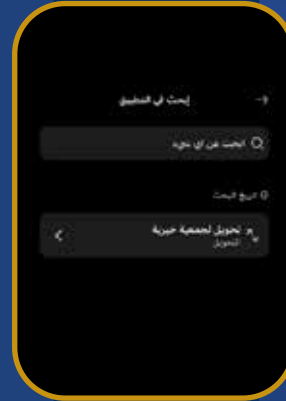 إبحث في التطبيق
ابحث عن أي شيء
تاريخ البحث
تحويل لجمعية خيرية
التحويل